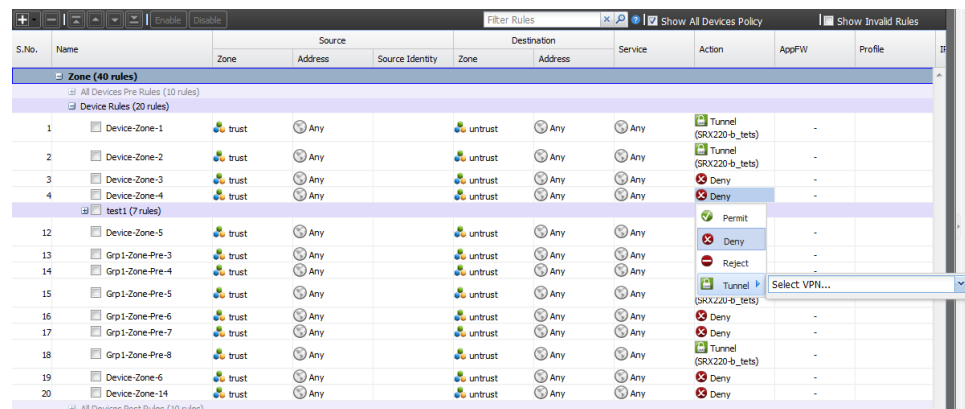 Enable Disable Filter Rules Show All Devices Policy Show Invalid Rules
S.No. Name Source Destination Service Action AppFW Profile
Zone Address Source Identity Zone Address
Zone (40 rules)
All Devices Pre Rules (10 rules)
Device Rules (20 rules)
1 Device-Zone-1 trust Any untrust Any Any Tunnel (SRX220-b_tets) -
2 Device-Zone-2 trust Any untrust Any Any Tunnel (SRX220-b_tets) -
3 Device-Zone-3 trust Any untrust Any Any Deny -
4 Device-Zone-4 trust Any untrust Any Any Deny -
test1 (7 rules)
12 Device-Zone-5 trust Any untrust Any Any -
13 Grp1-Zone-Pre-3 trust Any untrust Any Any -
14 Grp1-Zone-Pre-4 trust Any untrust Any Any -
15 Grp1-Zone-Pre-5 trust Any untrust Any Any (SRX220-b_tets) -
Permit
Deny
Reject
Tunnel Select VPN...
16 Grp1-Zone-Pre-6 trust Any untrust Any Any Deny -
17 Grp1-Zone-Pre-7 trust Any untrust Any Any Deny -
18 Grp1-Zone-Pre-8 trust Any untrust Any Any Tunnel (SRX220-b_tets) -
19 Device-Zone-6 trust Any untrust Any Any Deny -
20 Device-Zone-14 trust Any untrust Any Any Deny -
All Devices Post Rules (10 rules)